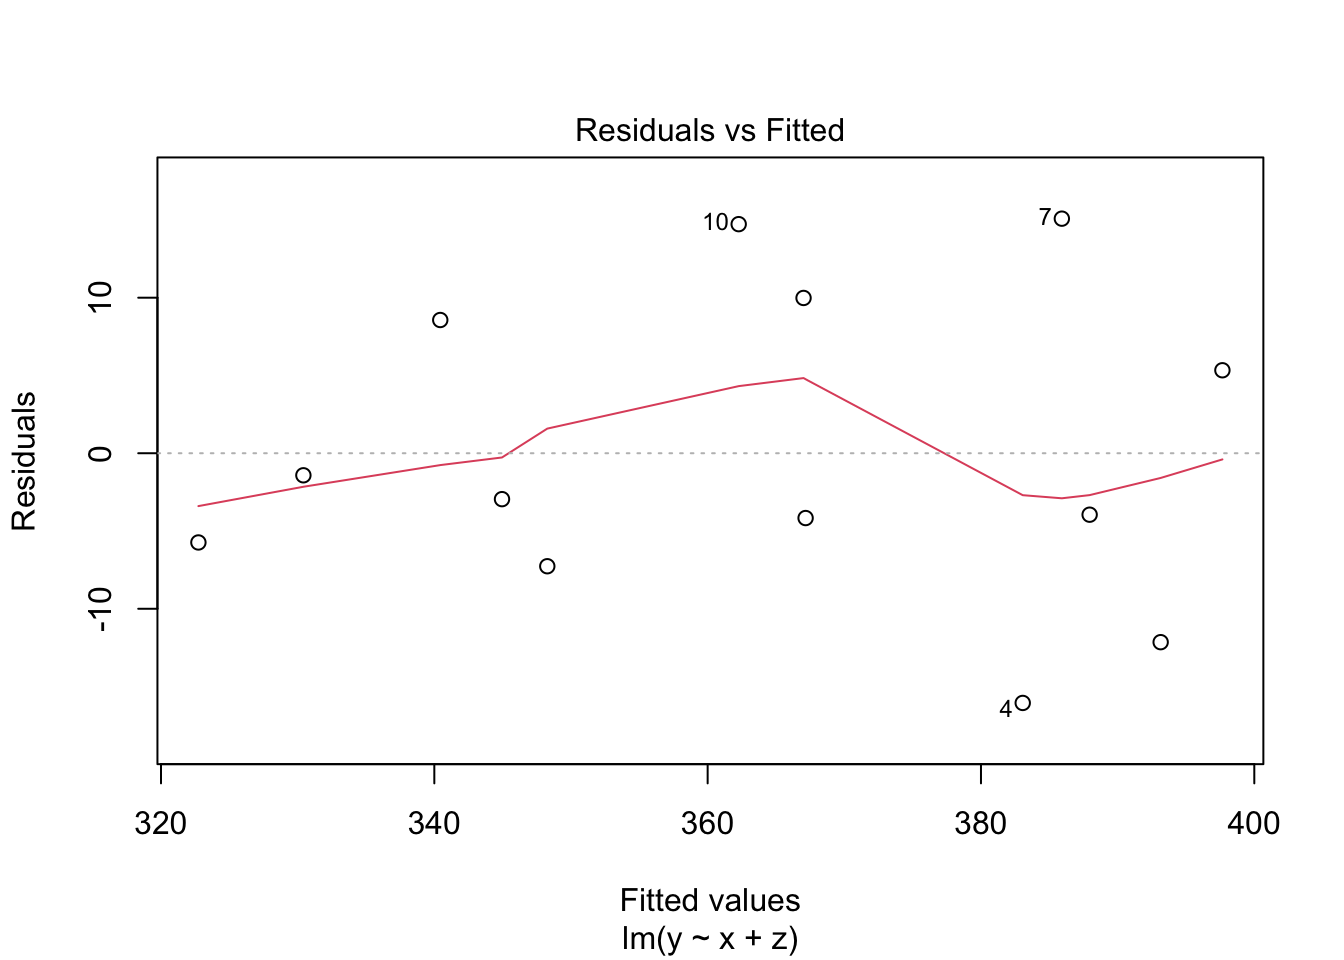 Residuals vs Fitted
Residuals
10
0
-10
10
7
4
320 340 360 380 400
Fitted values
lm(y ~ x + z)